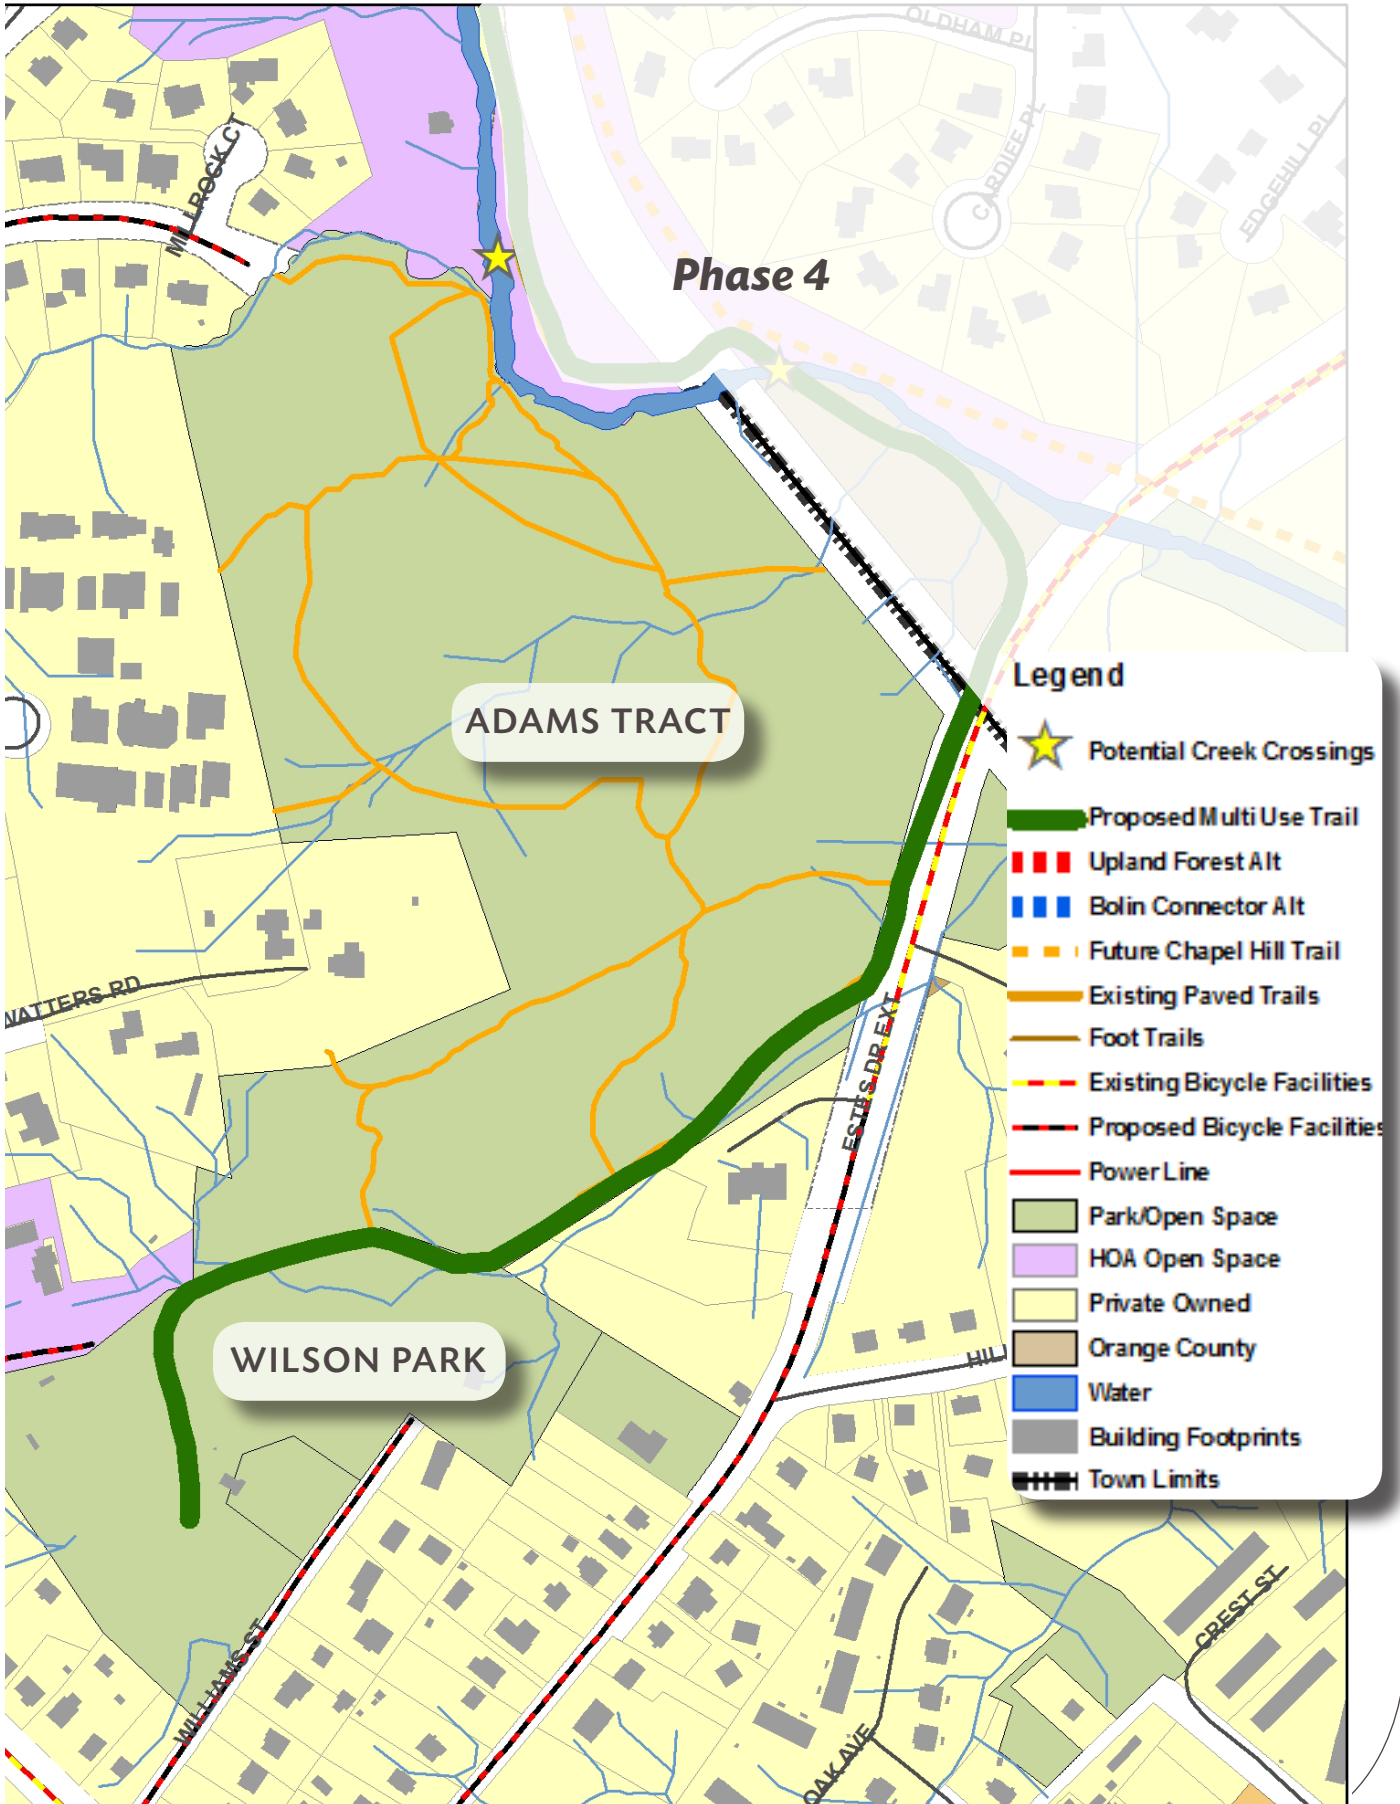 OLDHAM PL
MILLROCK CT
CARDIFF PL
EDGEHILL PL
Phase 4
ADAMS TRACT
Legend
Potential Creek Crossings
Proposed Multi Use Trail
Upland Forest Alt
Bolin Connector Alt
Future Chapel Hill Trail
Existing Paved Trails
Foot Trails
Existing Bicycle Facilities
Proposed Bicycle Facilities
Power Line
Park/Open Space
HOA Open Space
Private Owned
Orange County
Water
Building Footprints
Town Limits
WATTERS RD
ESTES DR EXT
WILSON PARK
HILL
WILLIAMS ST
CREST ST
OAK AVE